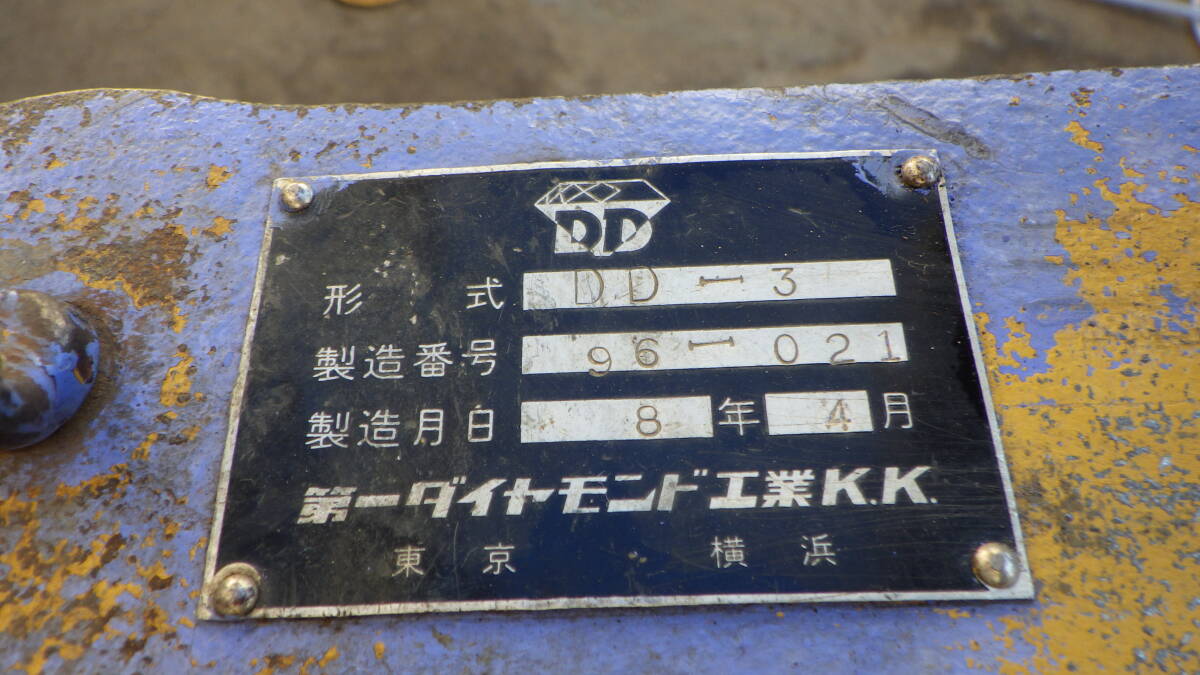 DD
形式 DD-3
製造番号 96-021
製造月日 8年4月
第一ダイヤモンド工業K.K.
東京 横浜